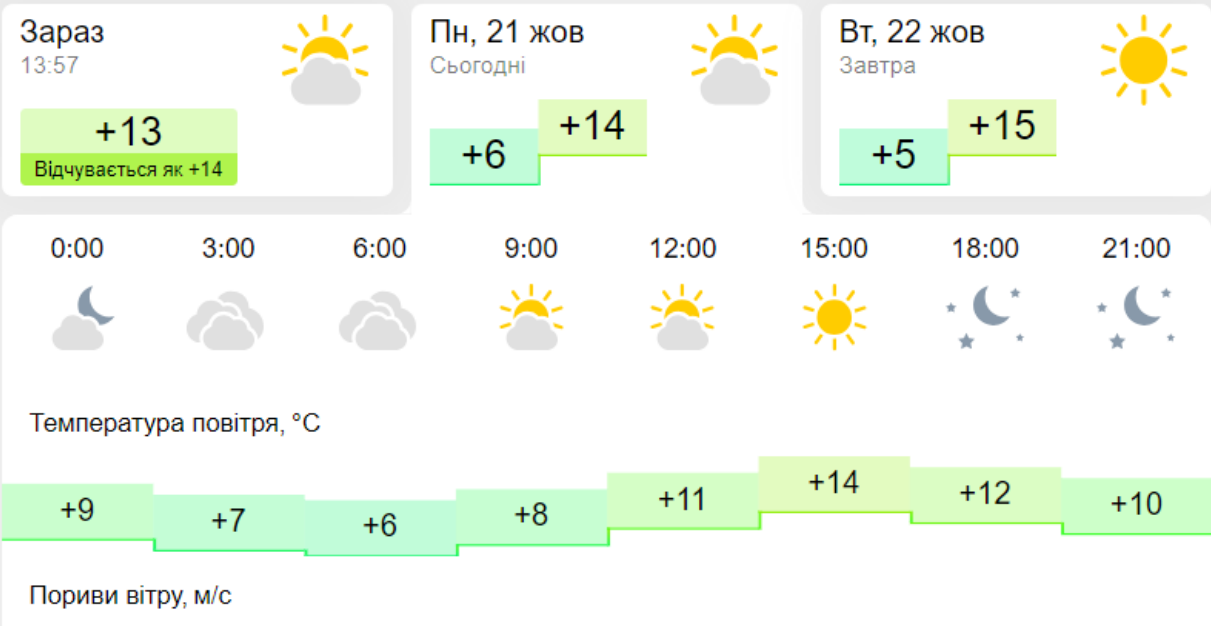 Зараз
13:57
+13
Відчувається як +14
Пн, 21 жов
Сьогодні
+6 +14
Вт, 22 жов
Завтра
+5 +15
0:00 3:00 6:00 9:00 12:00 15:00 18:00 21:00
Температура повітря, °C
+9 +7 +6 +8 +11 +14 +12 +10
Пориви вітру, м/с